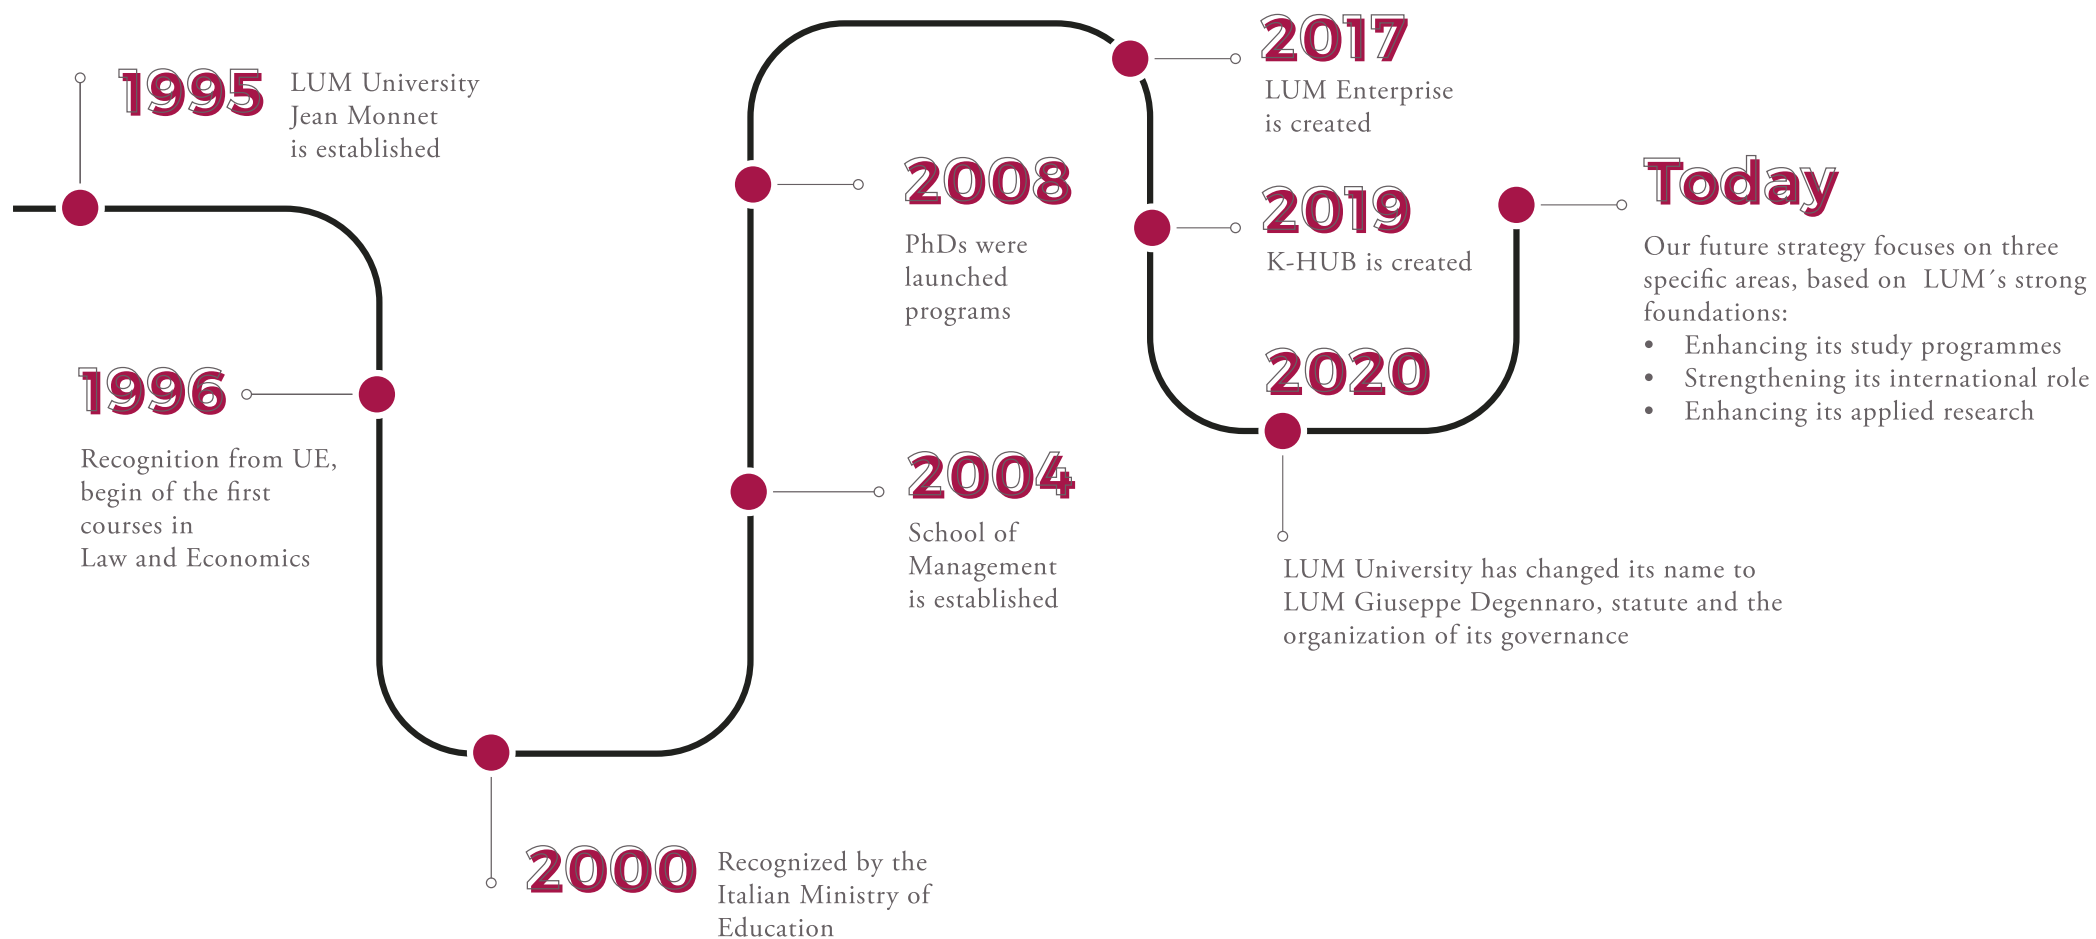 1995
LUM University
Jean Monnet
is established
1996
Recognition from UE,
begin of the first
courses in
Law and Economics
2000
Recognized by the
Italian Ministry of
Education
2004
School of
Management
is established
2008
PhDs were
launched
programs
2017
LUM Enterprise
is created
2019
K-HUB is created
2020
LUM University has changed its name to
LUM Giuseppe Degennaro, statute and the
organization of its governance
Today
Our future strategy focuses on three
specific areas, based on  LUM´s strong
foundations:
• Enhancing its study programmes
• Strengthening its international role
• Enhancing its applied research